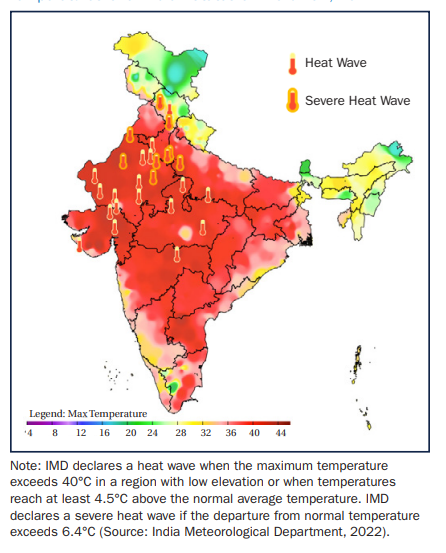 Heat Wave
Severe Heat Wave
Legend: Max Temperature
4 8 12 16 20 24 28 32 36 40 44
Note: IMD declares a heat wave when the maximum temperature
exceeds 40°C in a region with low elevation or when temperatures
reach at least 4.5°C above the normal average temperature. IMD
declares a severe heat wave if the departure from normal temperature
exceeds 6.4°C (Source: India Meteorological Department, 2022).